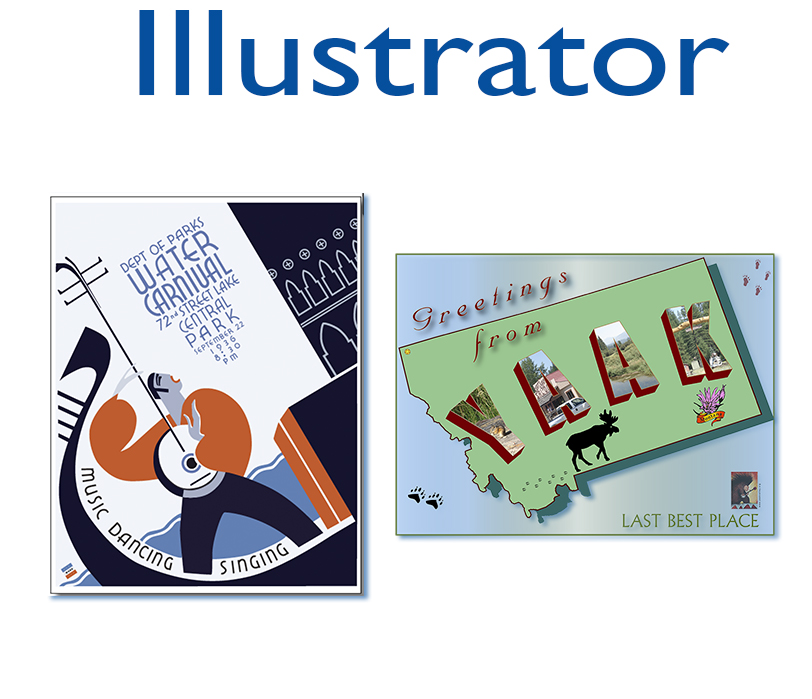 Illustrator
DEPT OF PARKS
WATER
CARNIVAL
72nd STREET LAKE
CENTRAL
PARK
SEPTEMBER 22
1936
8.30
PM
MUSIC DANCING SINGING
Greetings
from
YAAK
LAST BEST PLACE